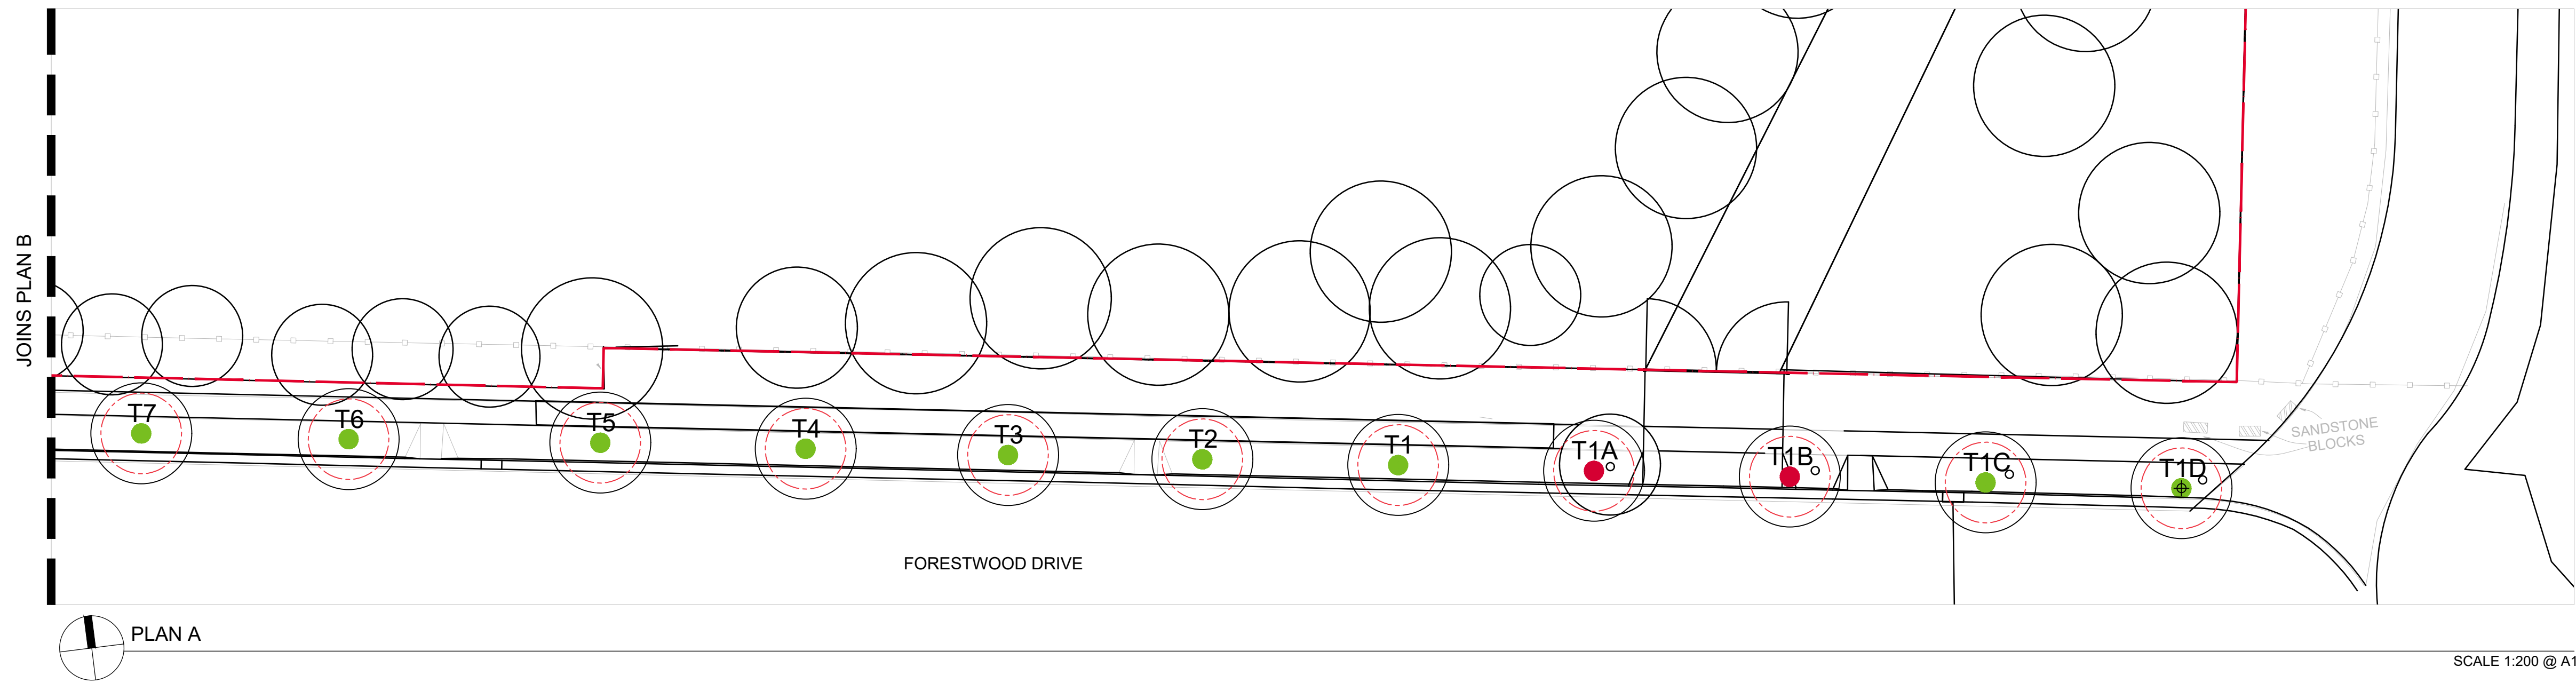 JOINS PLAN B
T7
T6
T5
T4
T3
T2
T1
T1A
T1B
T1C
T1D
SANDSTONE
BLOCKS
FORESTWOOD DRIVE
PLAN A
SCALE 1:200 @ A1